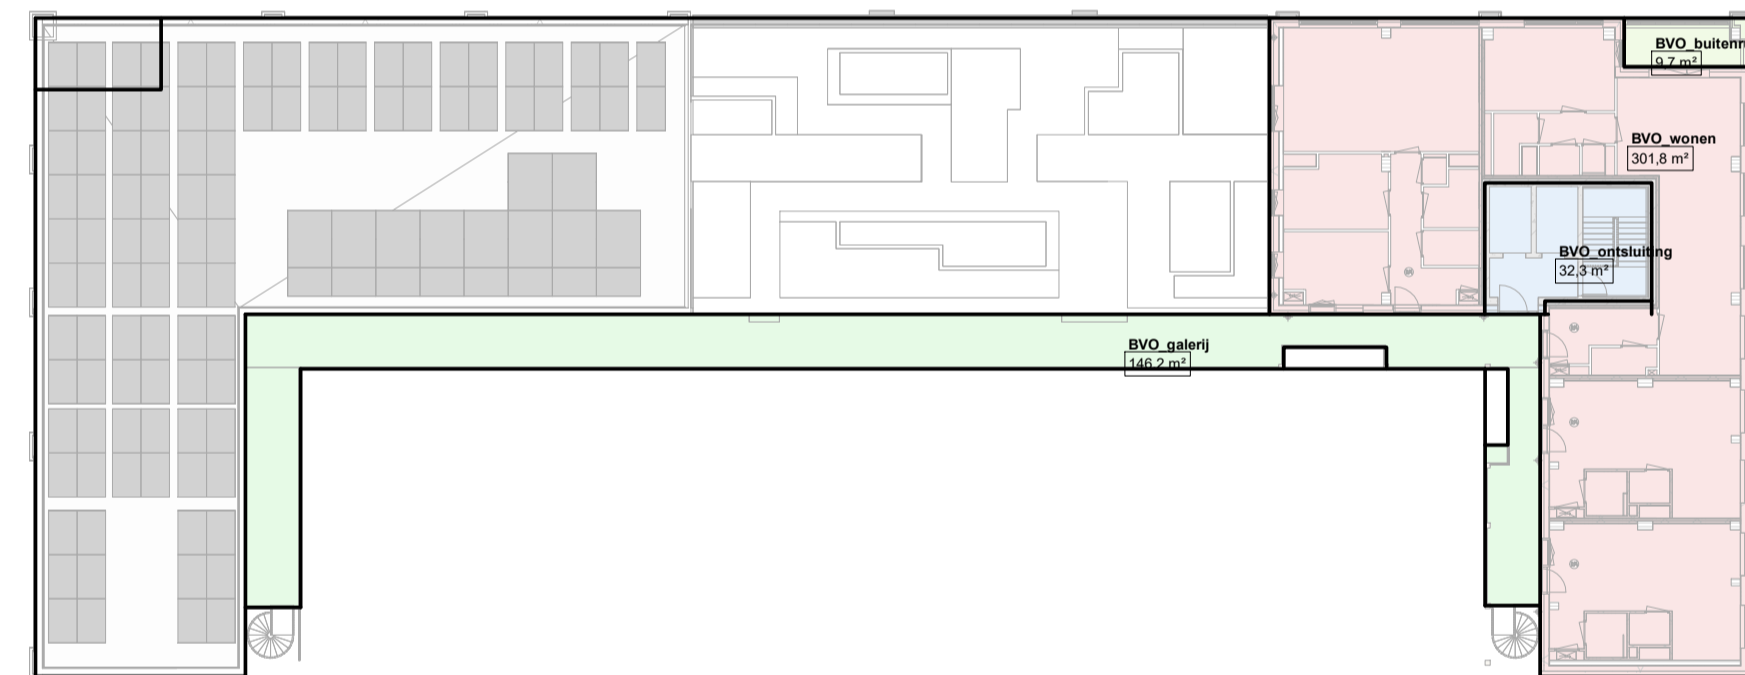 BVO_buitenr
9,7 m²
BVO_wonen
301,8 m²
BVO_ontsluiting
32,3 m²
BVO_galerij
146,2 m²